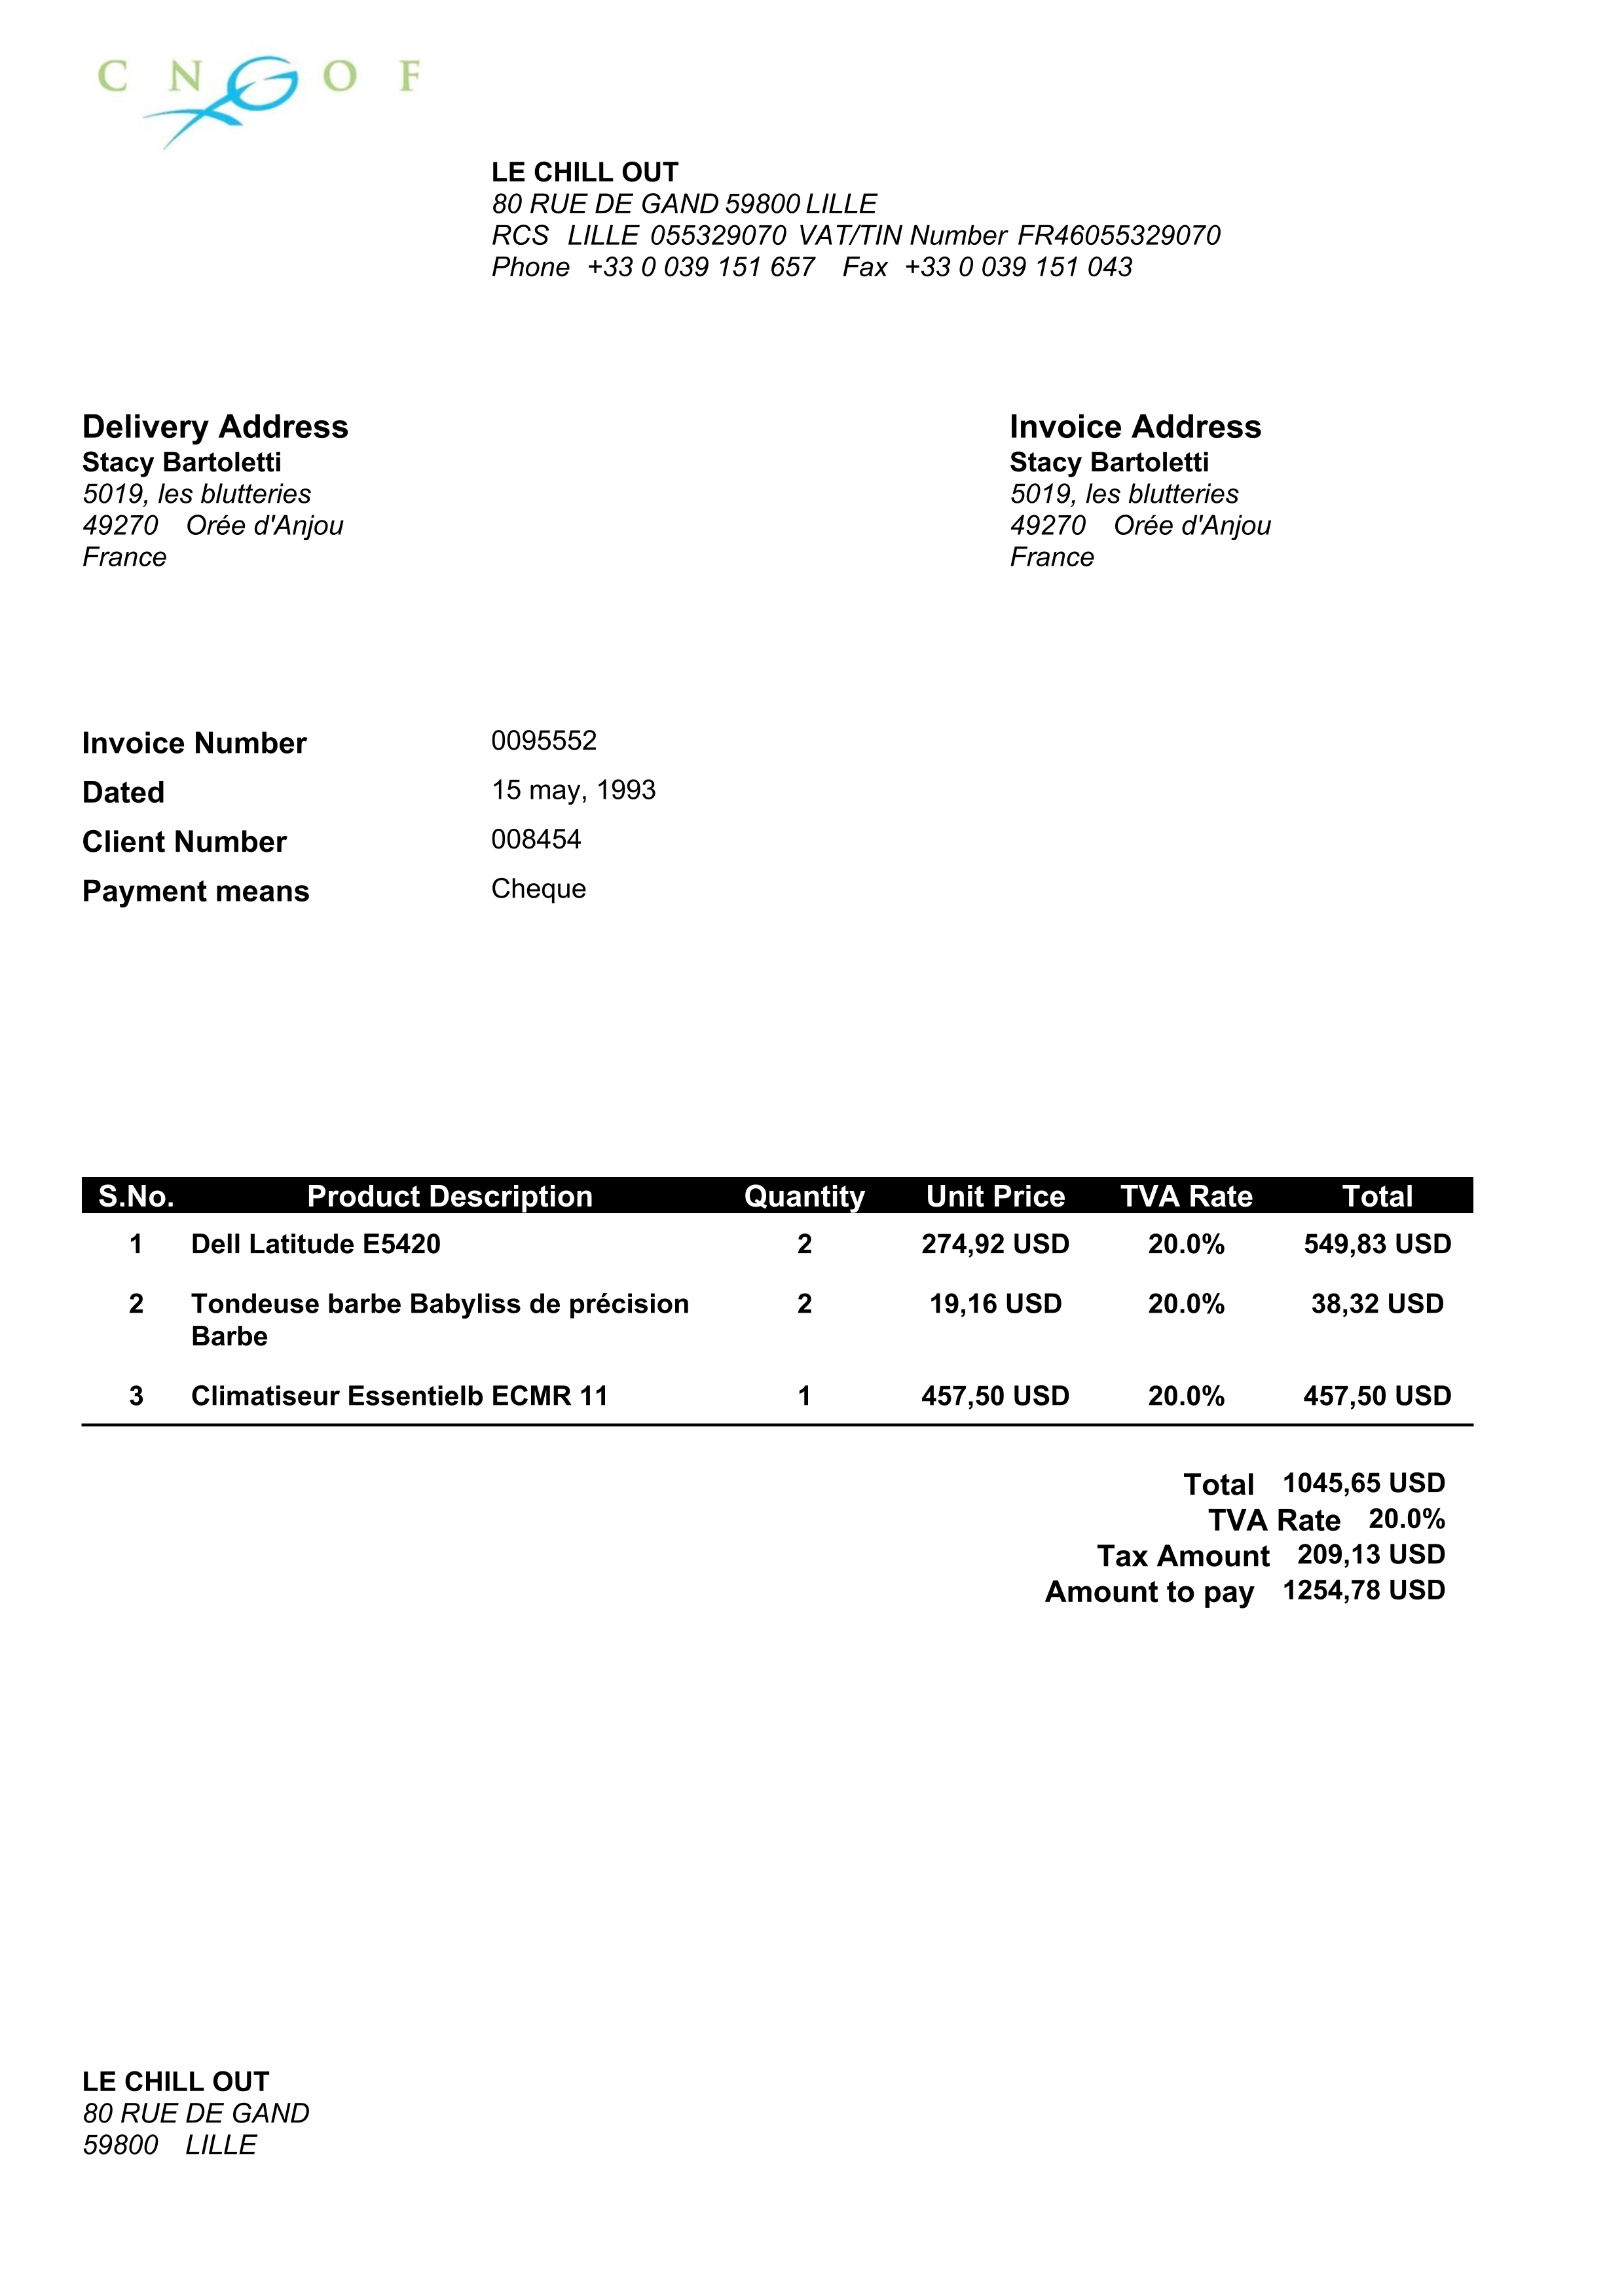 C N G O F
LE CHILL OUT
80 RUE DE GAND 59800 LILLE
RCS LILLE 055329070 VAT/TIN Number FR46055329070
Phone +33 0 039 151 657 Fax +33 0 039 151 043
Delivery Address
Stacy Bartoletti
5019, les blutteries
49270 Orée d'Anjou
France
Invoice Address
Stacy Bartoletti
5019, les blutteries
49270 Orée d'Anjou
France
Invoice Number 0095552
Dated 15 may, 1993
Client Number 008454
Payment means Cheque
S.No. Product Description Quantity Unit Price TVA Rate Total
1 Dell Latitude E5420 2 274,92 USD 20.0% 549,83 USD
2 Tondeuse barbe Babyliss de précision 2 19,16 USD 20.0% 38,32 USD
Barbe
3 Climatiseur Essentielb ECMR 11 1 457,50 USD 20.0% 457,50 USD
Total 1045,65 USD
TVA Rate 20.0%
Tax Amount 209,13 USD
Amount to pay 1254,78 USD
LE CHILL OUT
80 RUE DE GAND
59800 LILLE